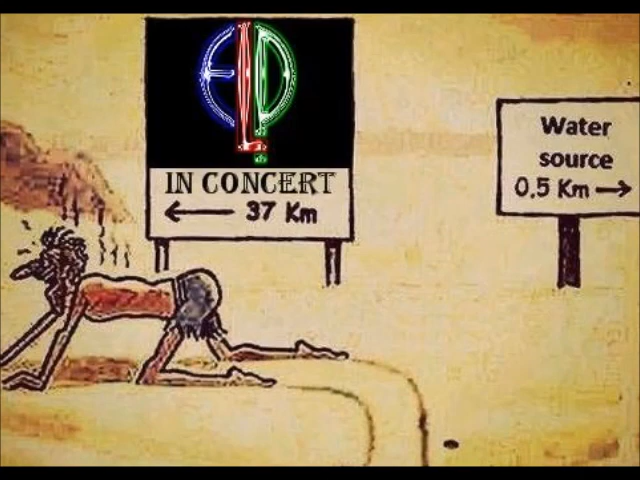 ELP
IN CONCERT
← 37 Km
Water
source
0,5 Km →